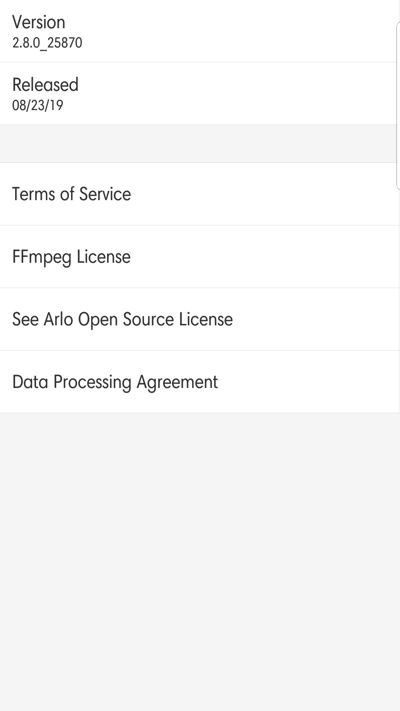 Version
2.8.0_25870
Released
08/23/19
Terms of Service
FFmpeg License
See Arlo Open Source License
Data Processing Agreement